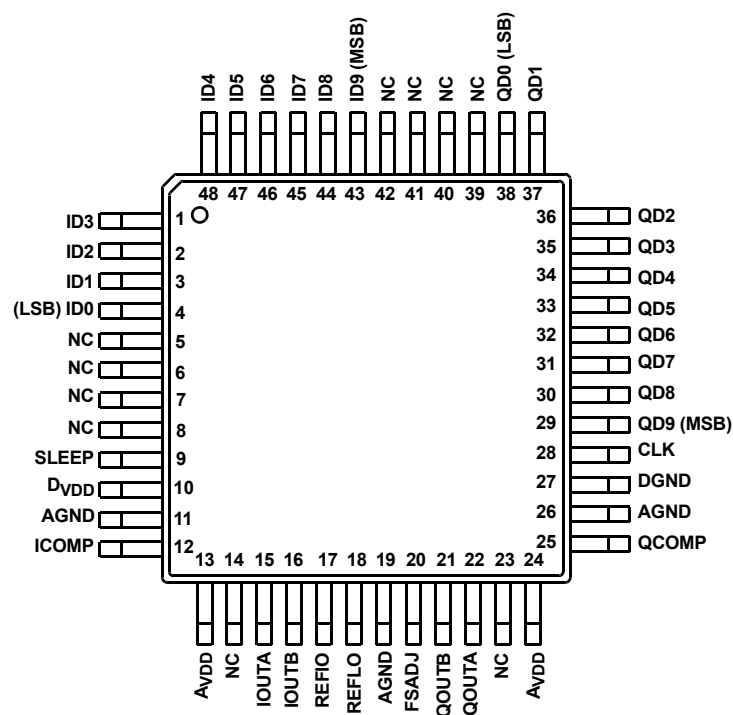 ID4
ID5
ID6
ID7
ID8
ID9 (MSB)
NC
NC
NC
NC
QD0 (LSB)
QD1
48 47 46 45 44 43 42 41 40 39 38 37
ID3 1
ID2 2
ID1 3
(LSB) ID0 4
NC 5
NC 6
NC 7
NC 8
SLEEP 9
DVDD 10
AGND 11
ICOMP 12
36 QD2
35 QD3
34 QD4
33 QD5
32 QD6
31 QD7
30 QD8
29 QD9 (MSB)
28 CLK
27 DGND
26 AGND
25 QCOMP
13 14 15 16 17 18 19 20 21 22 23 24
AVDD
NC
IOUTA
IOUTB
REFIO
REFLO
AGND
FSADJ
QOUTB
QOUTA
NC
AVDD